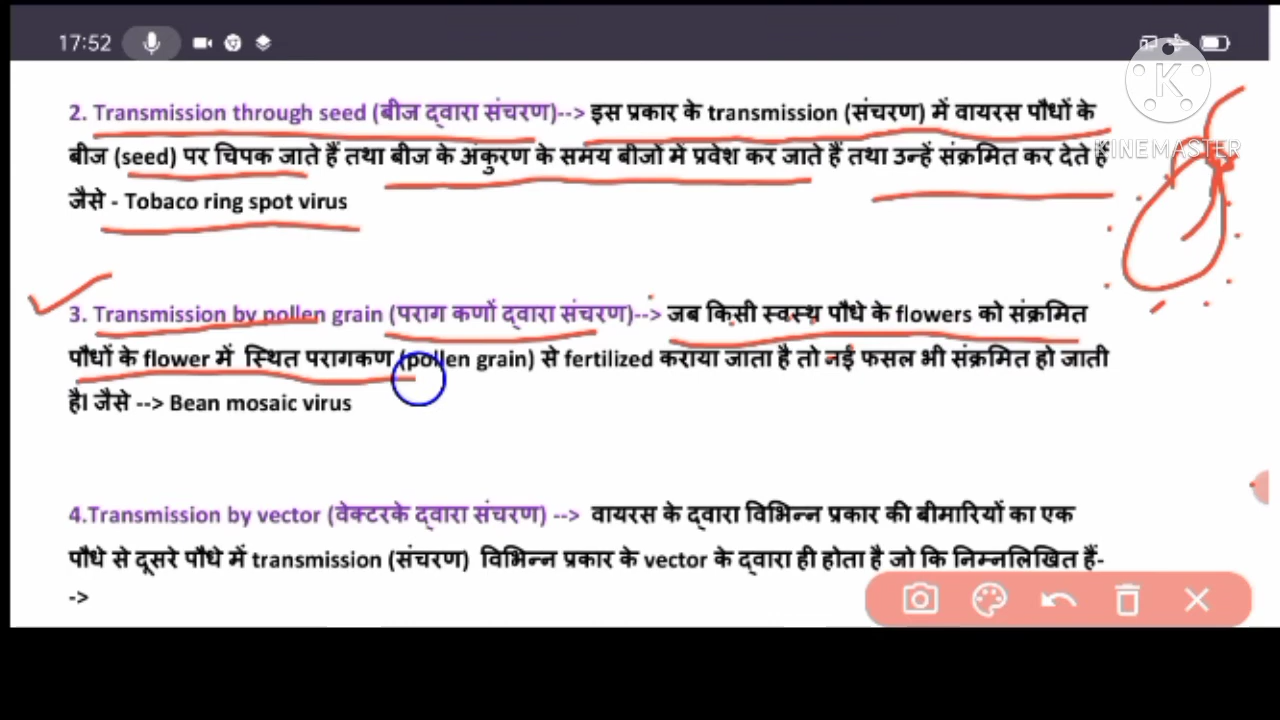 17:52
K
KINEMASTER
2. Transmission through seed (बीज द्वारा संचरण)--> इस प्रकार के transmission (संचरण) में वायरस पौधों के
बीज (seed) पर चिपक जाते हैं तथा बीज के अंकुरण के समय बीजो में प्रवेश कर जाते हैं तथा उन्हें संक्रमित कर देते हैं
जैसे - Tobaco ring spot virus
3. Transmission by pollen grain (पराग कणों द्वारा संचरण)--> जब किसी स्वस्थ पौधे के flowers को संक्रमित
पौधों के flower में स्थित परागकण (pollen grain) से fertilized कराया जाता है तो नई फसल भी संक्रमित हो जाती
है। जैसे --> Bean mosaic virus
4.Transmission by vector (वेक्टरके द्वारा संचरण) --> वायरस के द्वारा विभिन्न प्रकार की बीमारियों का एक
पौधे से दूसरे पौधे में transmission (संचरण) विभिन्न प्रकार के vector के द्वारा ही होता है जो कि निम्नलिखित हैं-
->